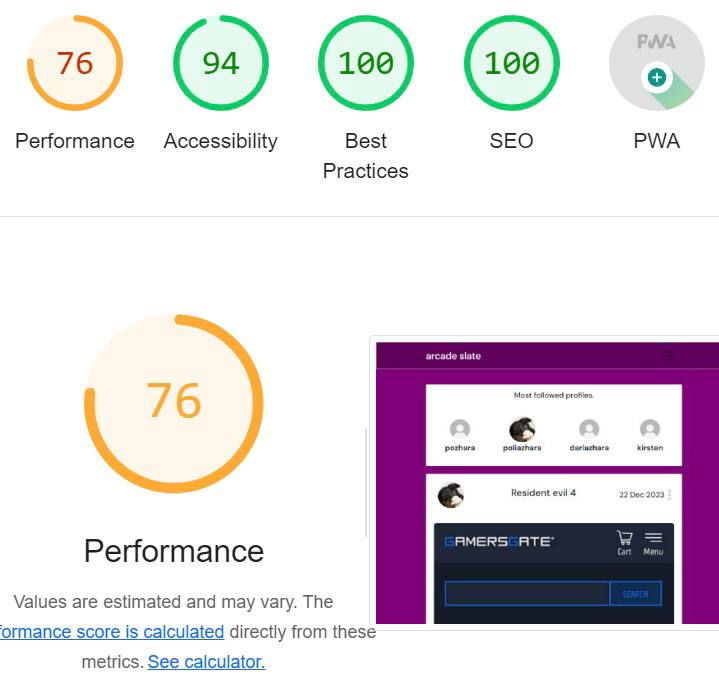 76
94
100
100
PWA
Performance
Accessibility
Best
Practices
SEO
PWA
76
Performance
Values are estimated and may vary. The
formance score is calculated directly from these
metrics. See calculator.
arcade slate
Most followed profiles.
pozhara
poliazhara
dariazhara
kirsten
Resident evil 4
22 Dec 2023
GAMERSGATE
Cart
Menu
SEARCH